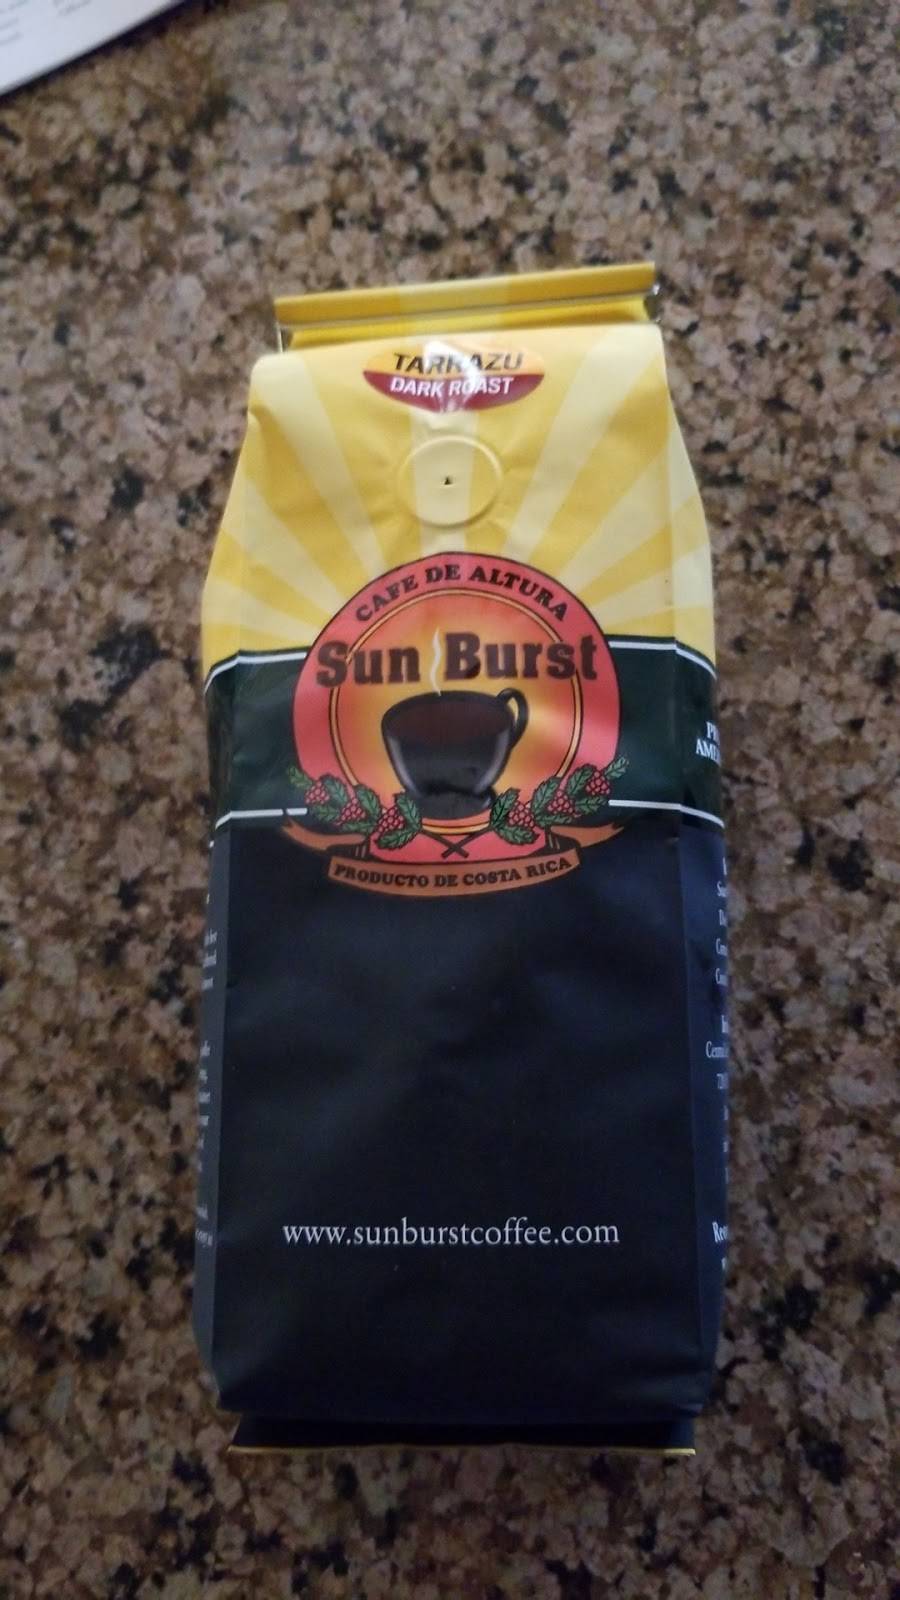 TARRAZU
DARK ROAST
CAFE DE ALTURA
Sun Burst
PRODUCTO DE COSTA RICA
www.sunburstcoffee.com